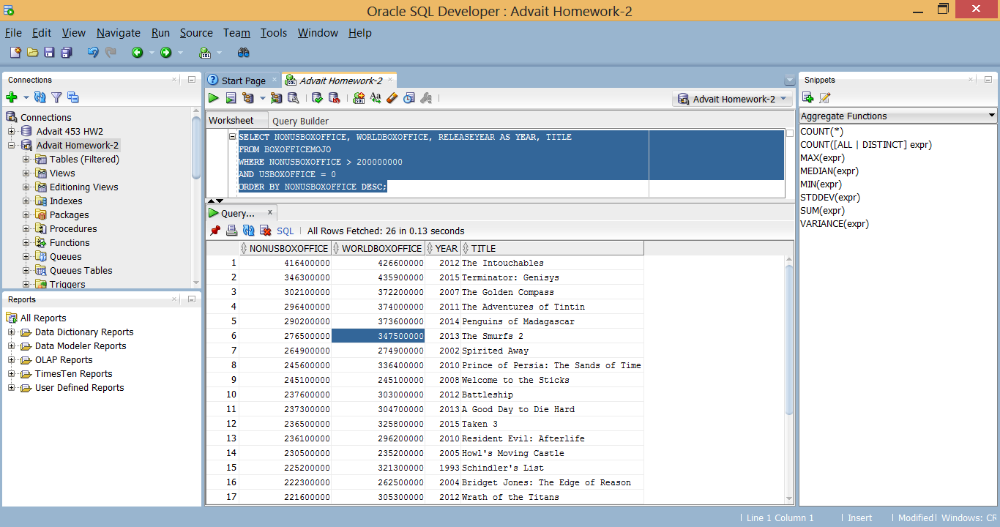 Oracle SQL Developer : Advait Homework-2
File Edit View Navigate Run Source Team Tools Window Help
Connections
Connections
Advait 453 HW2
Advait Homework-2
Tables (Filtered)
Views
Editioning Views
Indexes
Packages
Procedures
Functions
Queues
Queues Tables
Triggers
Reports
All Reports
Data Dictionary Reports
Data Modeler Reports
OLAP Reports
TimesTen Reports
User Defined Reports
Start Page Advait Homework-2
Advait Homework-2
Worksheet Query Builder
SELECT NONUSBOXOFFICE, WORLDBOXOFFICE, RELEASEYEAR AS YEAR, TITLE
FROM BOXOFFICEMOJO
WHERE NONUSBOXOFFICE > 200000000
AND USBOXOFFICE = 0
ORDER BY NONUSBOXOFFICE DESC;
Query...
SQL | All Rows Fetched: 26 in 0.13 seconds
NONUSBOXOFFICE WORLDBOXOFFICE YEAR TITLE
1 416400000 426600000 2012 The Intouchables
2 346300000 435900000 2015 Terminator: Genisys
3 302100000 372200000 2007 The Golden Compass
4 296400000 374000000 2011 The Adventures of Tintin
5 290200000 373600000 2014 Penguins of Madagascar
6 276500000 347500000 2013 The Smurfs 2
7 264900000 274900000 2002 Spirited Away
8 245600000 336400000 2010 Prince of Persia: The Sands of Time
9 245100000 245100000 2008 Welcome to the Sticks
10 237600000 303000000 2012 Battleship
11 237300000 304700000 2013 A Good Day to Die Hard
12 236500000 325800000 2015 Taken 3
13 236100000 296200000 2010 Resident Evil: Afterlife
14 230500000 235200000 2005 Howl's Moving Castle
15 225200000 321300000 1993 Schindler's List
16 222300000 262500000 2004 Bridget Jones: The Edge of Reason
17 221600000 305300000 2012 Wrath of the Titans
Snippets
Aggregate Functions
COUNT(*)
COUNT([ALL | DISTINCT] expr)
MAX(expr)
MEDIAN(expr)
MIN(expr)
STDDEV(expr)
SUM(expr)
VARIANCE(expr)
Line 1 Column 1 | Insert | Modified | Windows: CR